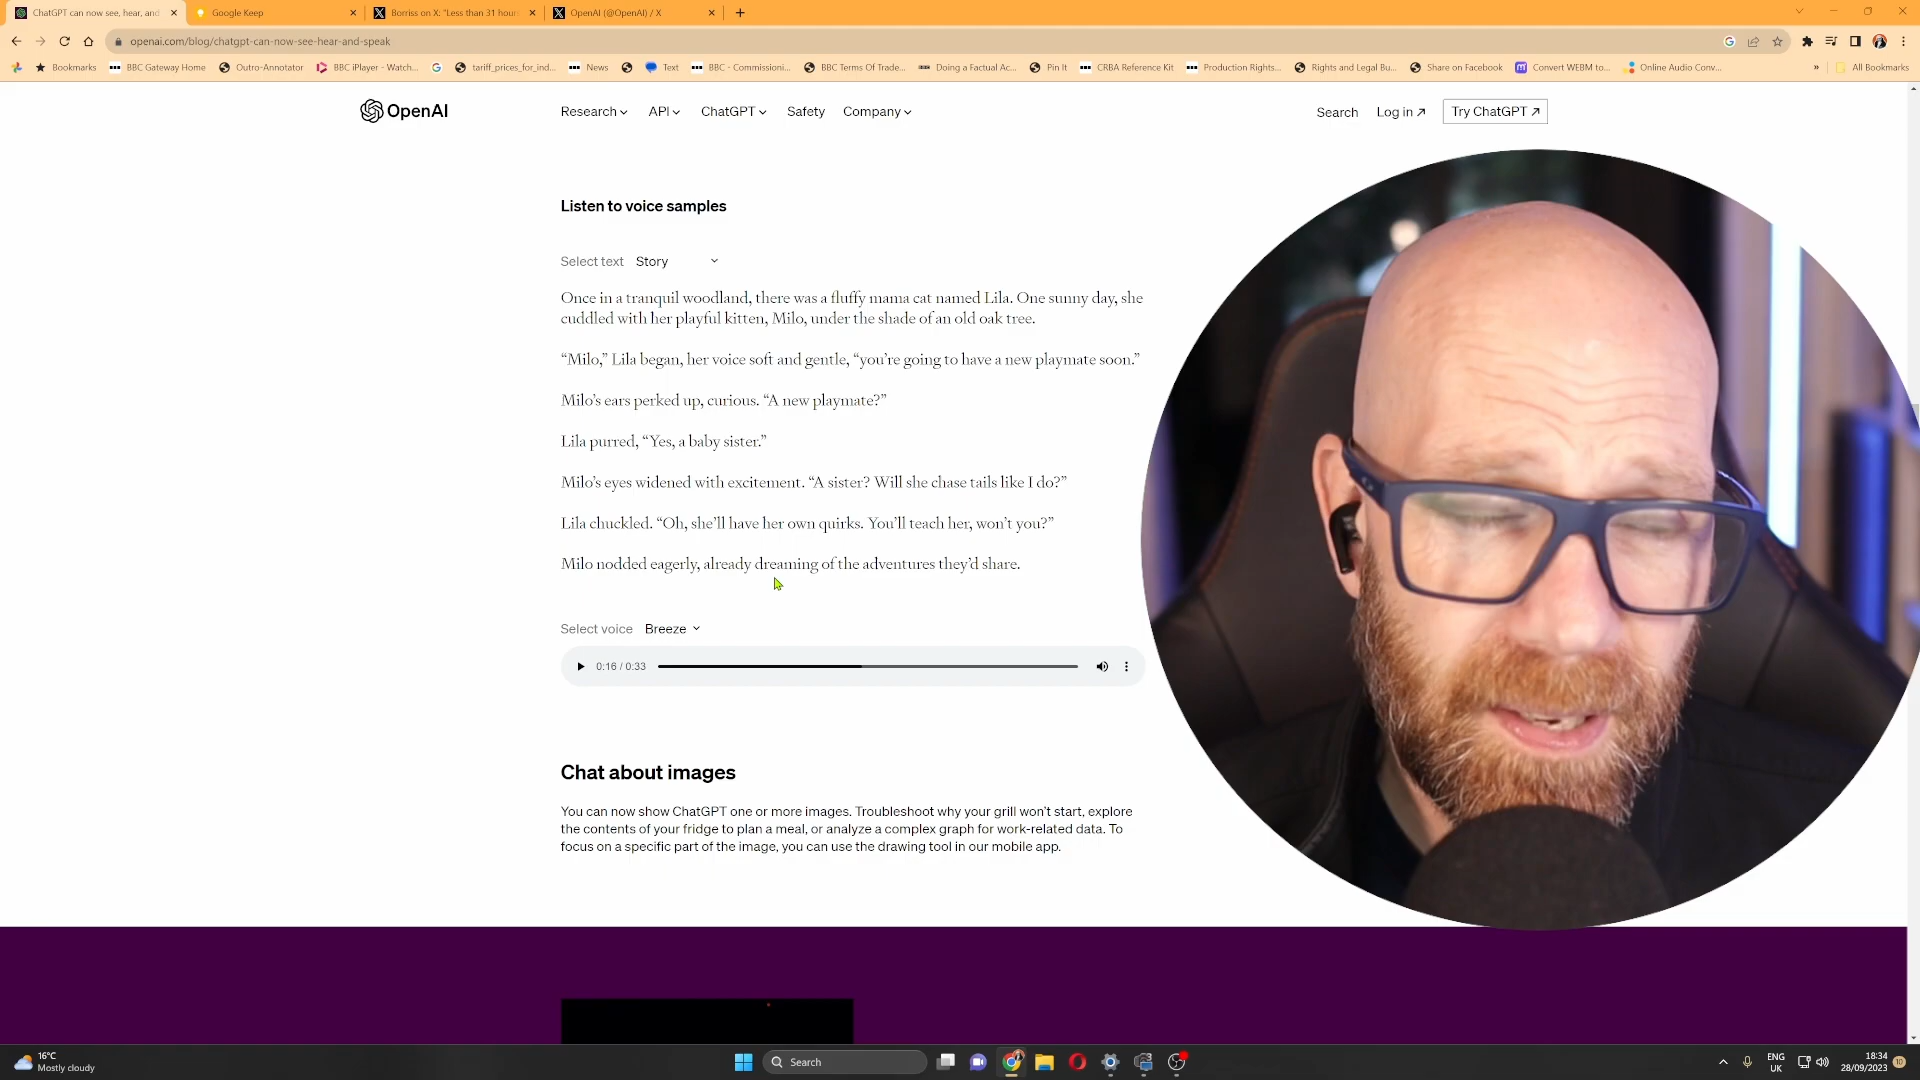 ChatGPT can now see, hear, and
Google Keep
Borriss on X: "Less than 31 hour
OpenAI (@OpenAI) / X
openai.com/blog/chatgpt-can-now-see-hear-and-speak
Bookmarks
BBC Gateway Home
Outro-Annotator
BBC iPlayer - Watch...
tariff_prices_for_ind...
News
Text
BBC - Commissioni...
BBC Terms Of Trade...
Doing a Factual Ac...
Pin It
CRBA Reference Kit
Production Rights...
Rights and Legal Bu...
Share on Facebook
Convert WEBM to...
Online Audio Conv...
»
All Bookmarks
OpenAI
Research
API
ChatGPT
Safety
Company
Search
Log in ↗
Try ChatGPT ↗
Listen to voice samples
Select text Story
Once in a tranquil woodland, there was a fluffy mama cat named Lila. One sunny day, she
cuddled with her playful kitten, Milo, under the shade of an old oak tree.
“Milo,” Lila began, her voice soft and gentle, “you’re going to have a new playmate soon.”
Milo’s ears perked up, curious. “A new playmate?”
Lila purred, “Yes, a baby sister.”
Milo’s eyes widened with excitement. “A sister? Will she chase tails like I do?”
Lila chuckled. “Oh, she’ll have her own quirks. You’ll teach her, won’t you?”
Milo nodded eagerly, already dreaming of the adventures they’d share.
Select voice Breeze
0:16 / 0:33
Chat about images
You can now show ChatGPT one or more images. Troubleshoot why your grill won’t start, explore
the contents of your fridge to plan a meal, or analyze a complex graph for work-related data. To
focus on a specific part of the image, you can use the drawing tool in our mobile app.
16°C
Mostly cloudy
Search
ENG
UK
18:34
28/09/2023
10